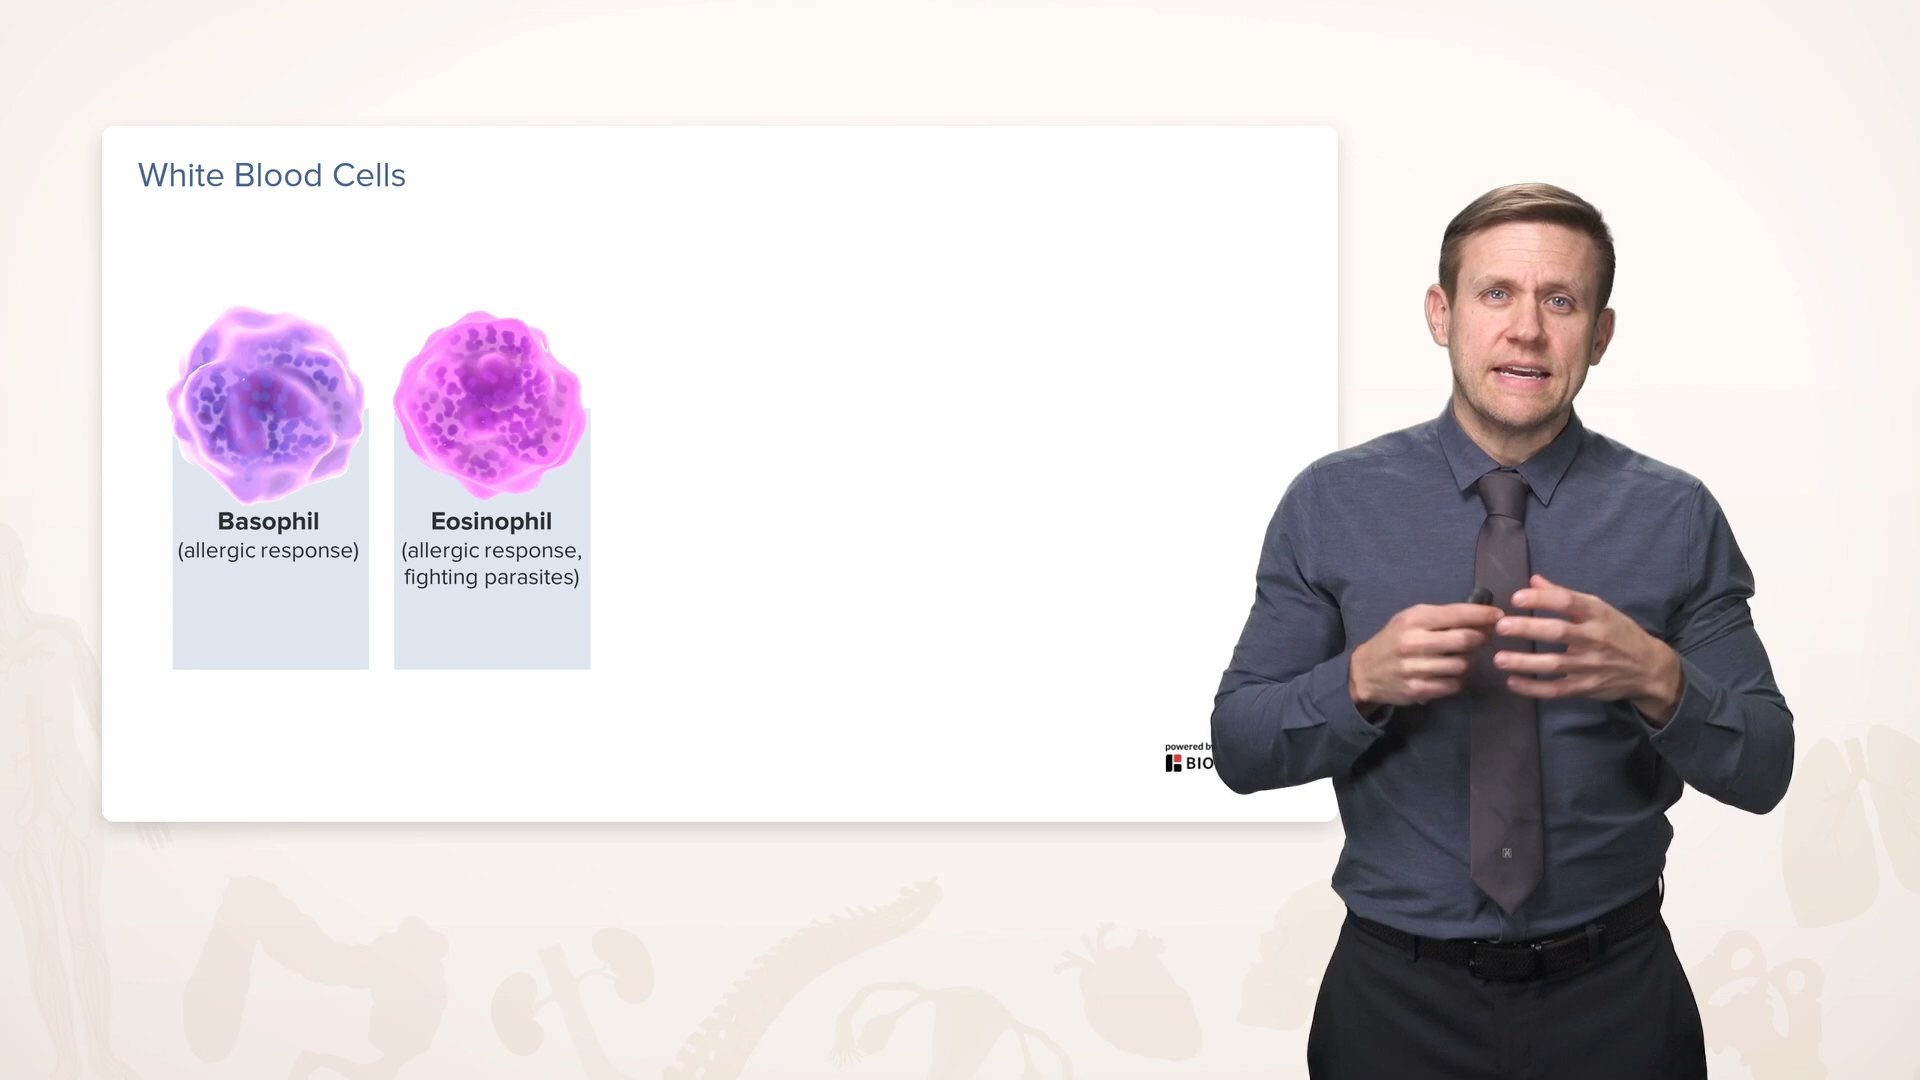 White Blood Cells
Basophil
(allergic response)
Eosinophil
(allergic response,
fighting parasites)
powered by
BIO